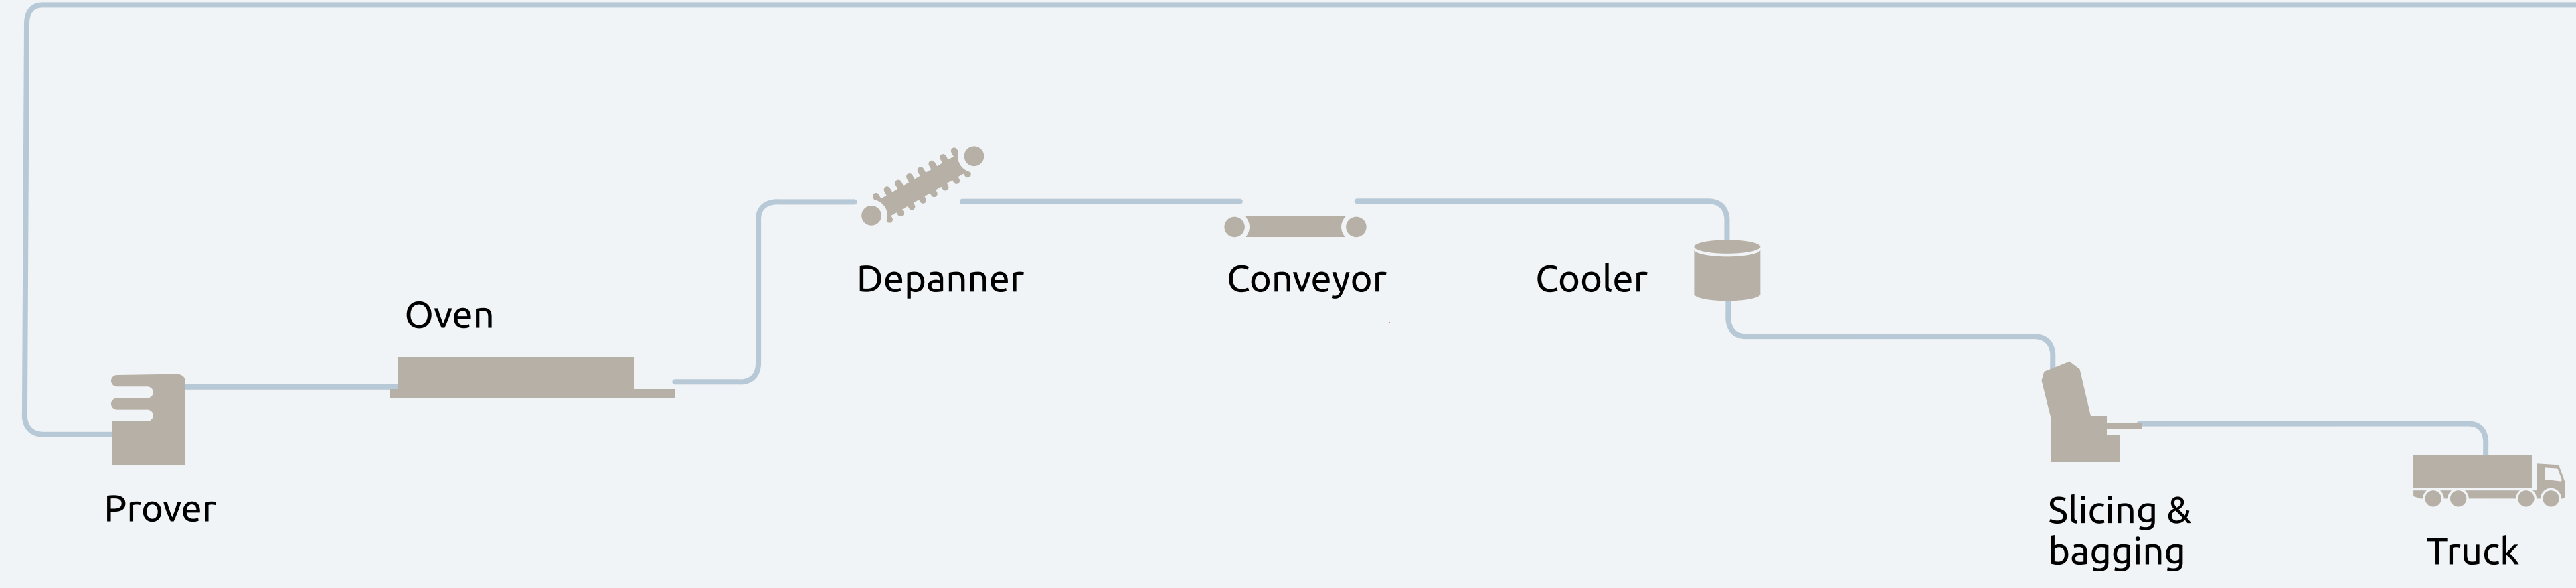 Prover
Oven
Depanner
Conveyor
Cooler
Slicing &
bagging
Truck